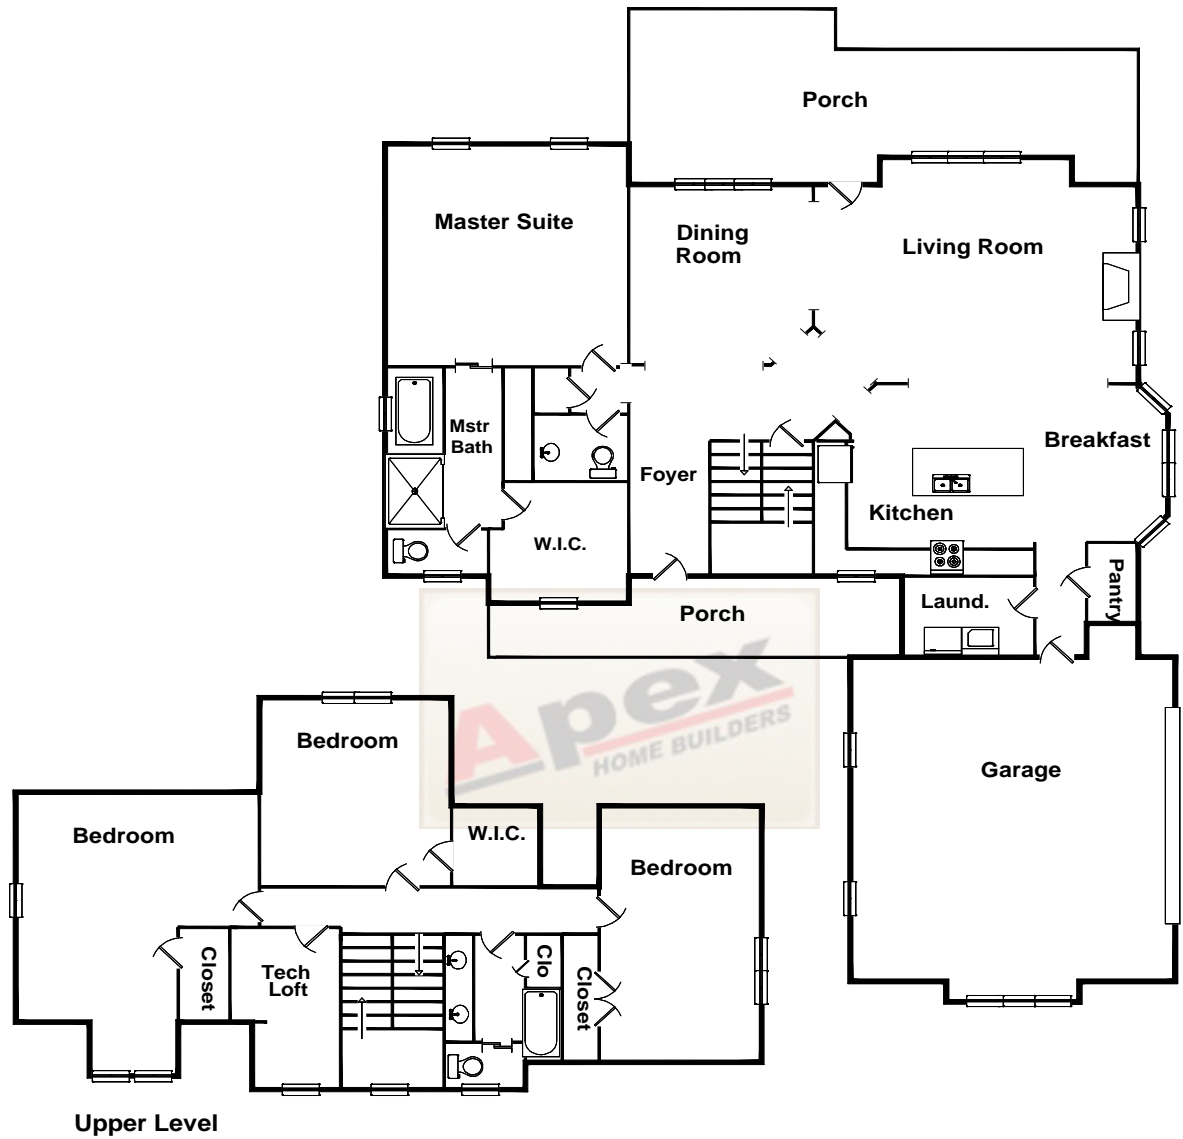 Porch
Master Suite
Dining
Room
Living Room
Mstr
Bath
Foyer
Breakfast
Kitchen
W.I.C.
Pantry
Laund.
Porch
Apex
HOME BUILDERS
Garage
Bedroom
Bedroom
W.I.C.
Bedroom
Closet
Tech
Loft
Clo
Closet
Upper Level